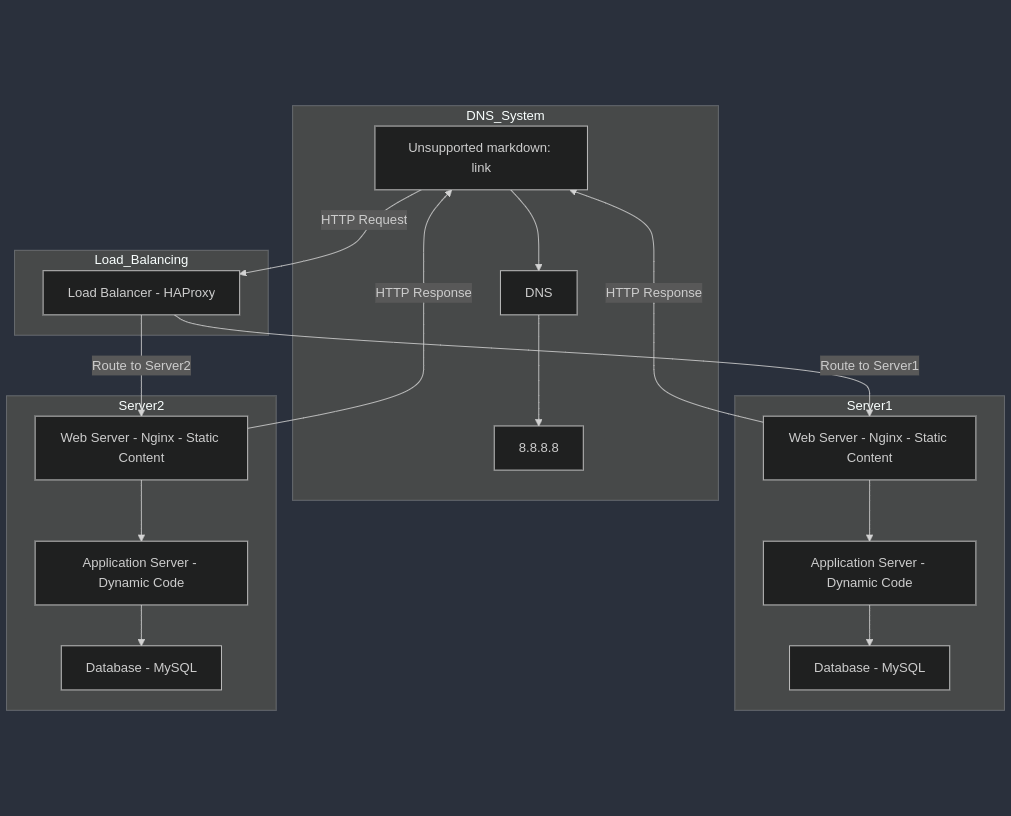 DNS_System
Unsupported markdown:
link
HTTP Request
Load_Balancing
Load Balancer - HAProxy
HTTP Response
DNS
HTTP Response
Route to Server2
Route to Server1
Server2
Web Server - Nginx - Static
Content
Application Server -
Dynamic Code
Database - MySQL
8.8.8.8
Server1
Web Server - Nginx - Static
Content
Application Server -
Dynamic Code
Database - MySQL